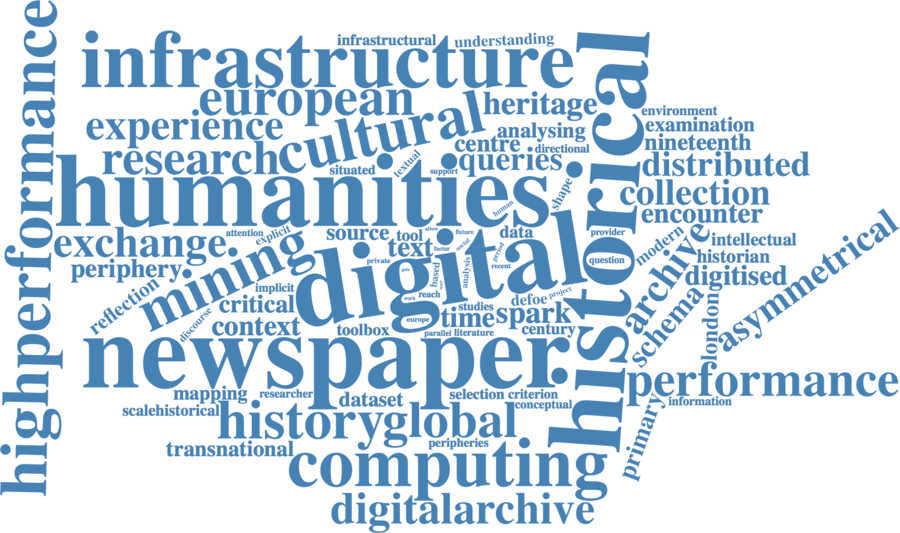 infrastructural understanding
infrastructure
european
heritage
experience
cultural
analysing
environment
examination
nineteenth
research
centre directional
queries
distributed
situated
textual
support
humanities
shape
collection
human
encounter
exchange.
attention
explicit
source
tool
allow
future
data
provider
historical
modern
intellectual
historian
periphery
mining
text
factor
social
period
private
recent
question
archive
digitised
digital
based
analysis
asymmetrical
reflection
implicit
critical
work
reach
studies
defoe
project
schema
london
discourse
context
europe
time
spark
toolbox
parallel literature
century
newspaper.
performance
highperformance
mapping
researcher
dataset
selection criterion
conceptual
information
scalehistorical
history
global
primary
transnational
peripheries
computing
digitalarchive